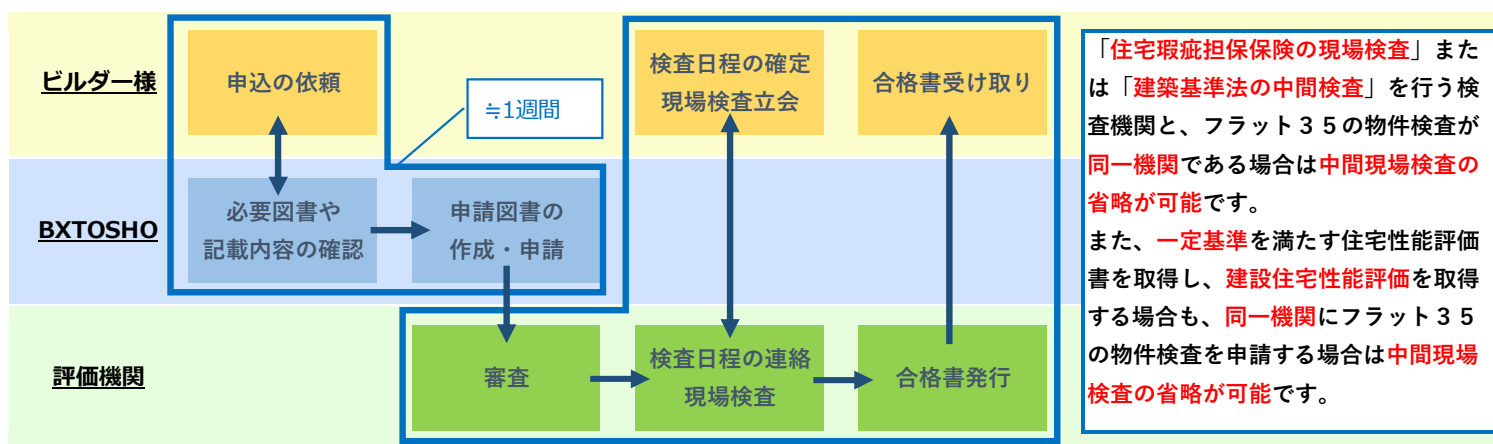 ビルダー様
申込の依頼
≒1週間
検査日程の確定
現場検査立会
合格書受け取り
BXTOSHO
必要図書や
記載内容の確認
申請図書の
作成・申請
評価機関
審査
検査日程の連絡
現場検査
合格書発行
「住宅瑕疵担保保険の現場検査」また
は「建築基準法の中間検査」を行う検
査機関と、フラット３５の物件検査が
同一機関である場合は中間現場検査の
省略が可能です。
また、一定基準を満たす住宅性能評価
書を取得し、建設住宅性能評価を取得
する場合も、同一機関にフラット３５
の物件検査を申請する場合は中間現場
検査の省略が可能です。